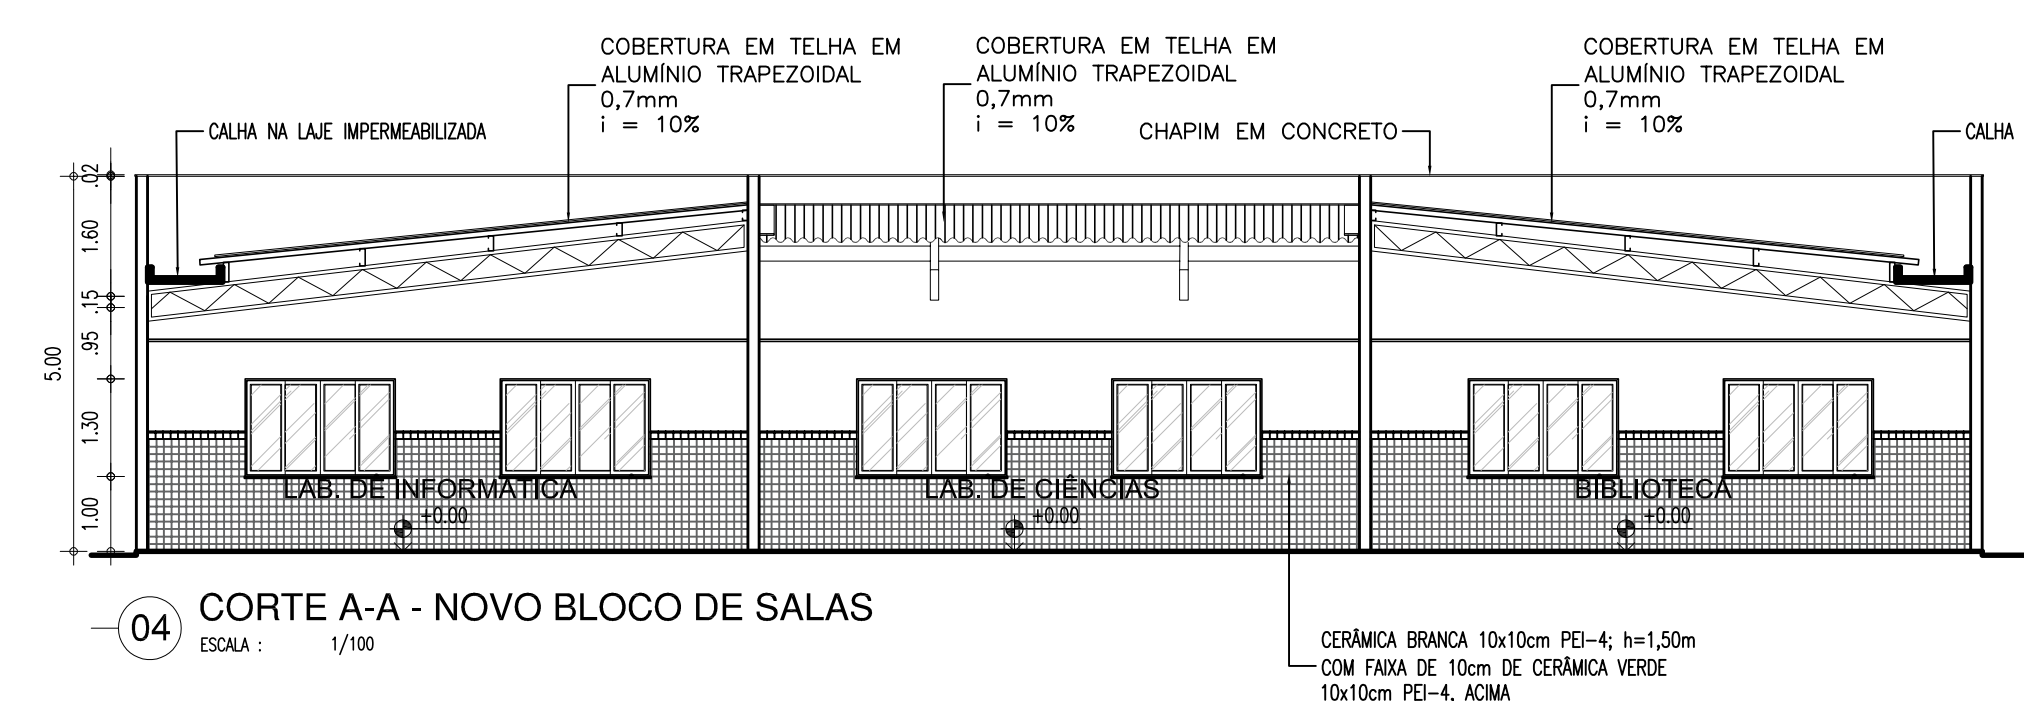 COBERTURA EM TELHA EM
ALUMÍNIO TRAPEZOIDAL
0,7mm
i = 10%
COBERTURA EM TELHA EM
ALUMÍNIO TRAPEZOIDAL
0,7mm
i = 10%
COBERTURA EM TELHA EM
ALUMÍNIO TRAPEZOIDAL
0,7mm
i = 10%
CALHA NA LAJE IMPERMEABILIZADA
CHAPIM EM CONCRETO
CALHA
.02
1.60
.15
.95
5.00
1.30
1.00
LAB. DE INFORMÁTICA
+0.00
LAB. DE CIÊNCIAS
+0.00
BIBLIOTECA
+0.00
04
CORTE A-A - NOVO BLOCO DE SALAS
ESCALA : 1/100
CERÂMICA BRANCA 10x10cm PEI-4; h=1,50m
COM FAIXA DE 10cm DE CERÂMICA VERDE
10x10cm PEI-4, ACIMA